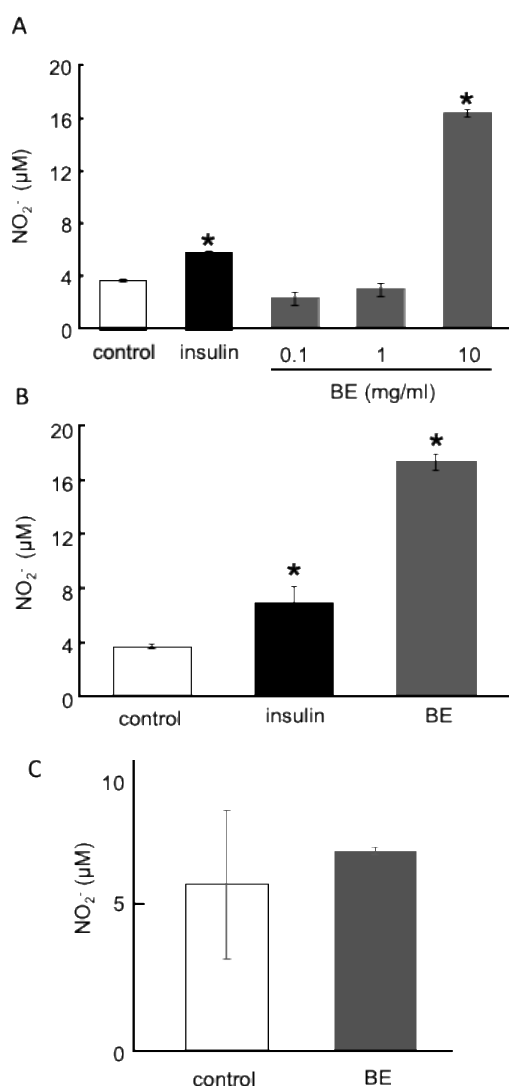 A
20
16
12
8
4
0
NO₂⁻ (µM)
*
*
control insulin 0.1 1 10
BE (mg/ml)
B
20
16
12
8
4
0
NO₂⁻ (µM)
*
*
control insulin BE
C
10
5
0
NO₂⁻ (µM)
control BE